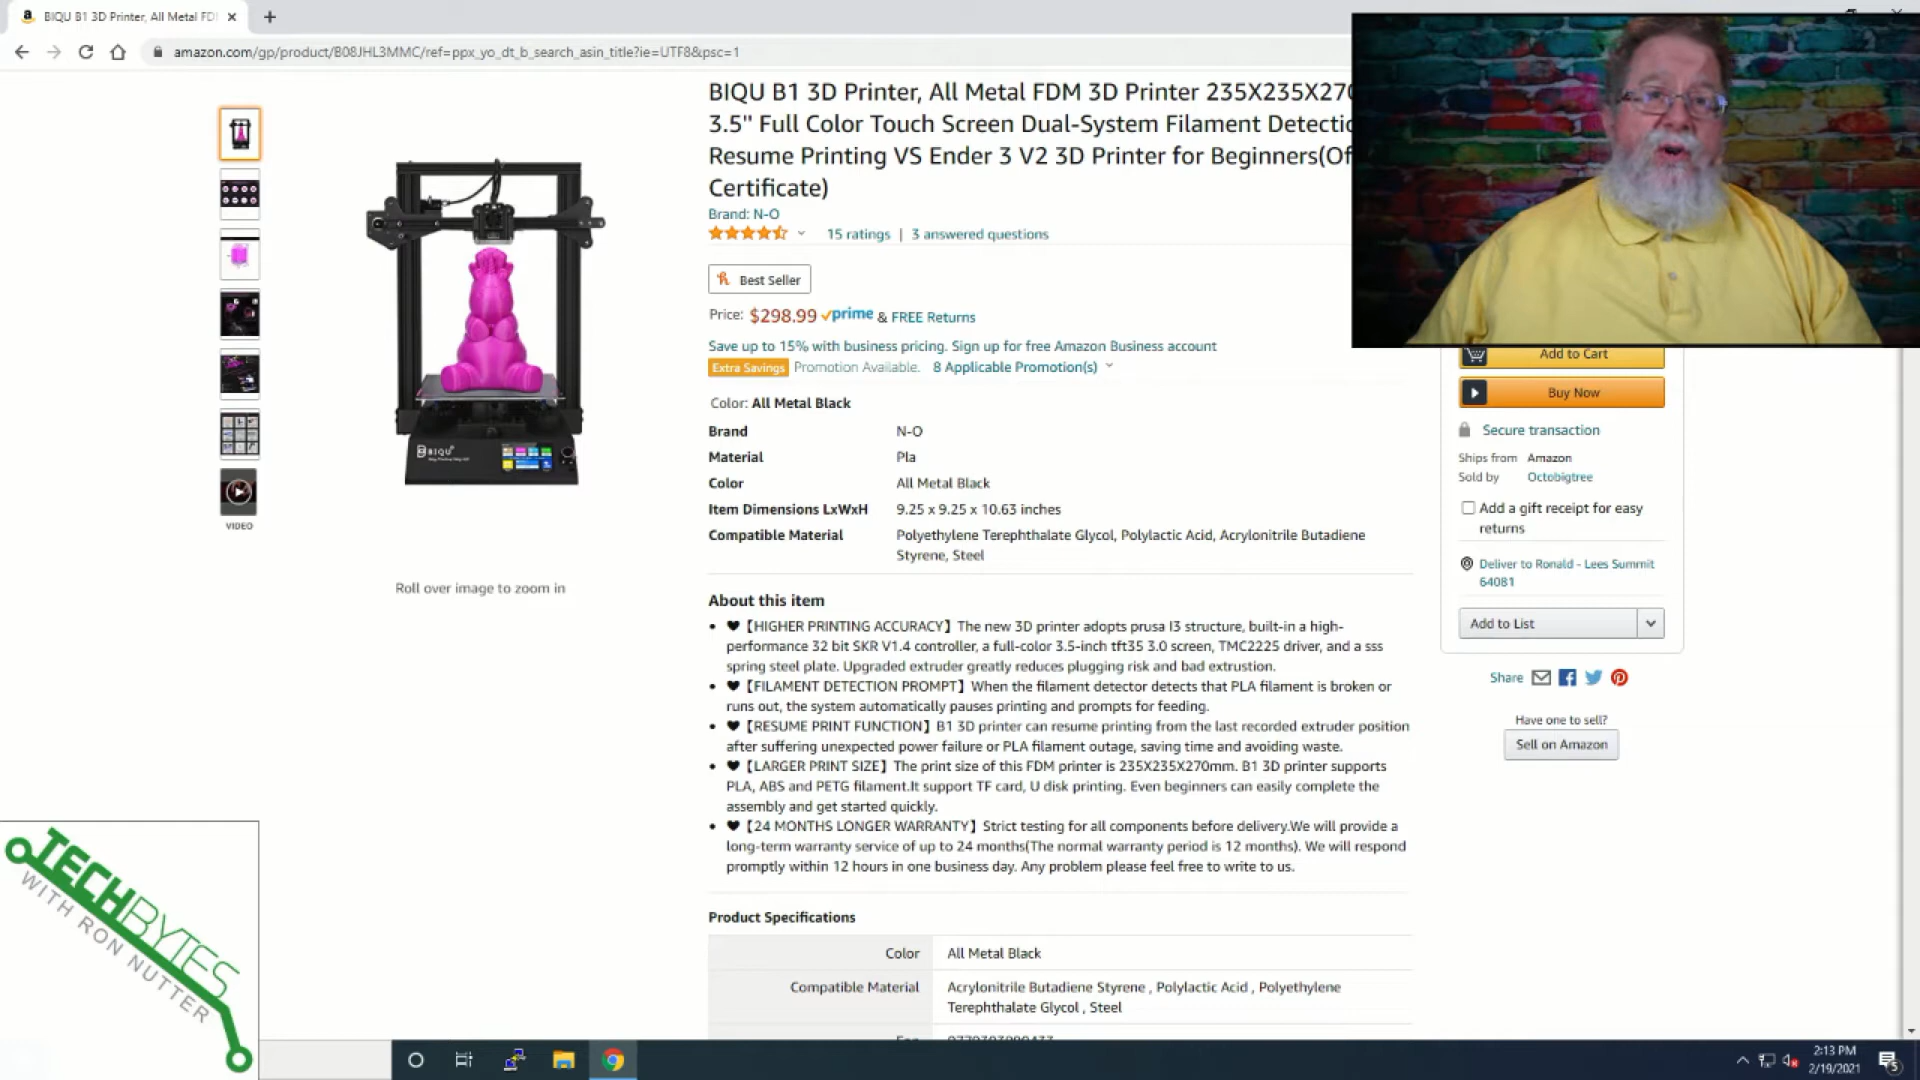 BIQU B1 3D Printer, All Metal FD
amazon.com/gp/product/B08JHL3MMC/ref=ppx_yo_dt_b_search_asin_title?ie=UTF8&psc=1
BIQU B1 3D Printer, All Metal FDM 3D Printer 235X235X270
3.5'' Full Color Touch Screen Dual-System Filament Detectio
Resume Printing VS Ender 3 V2 3D Printer for Beginners(Of
Certificate)
Brand: N-O
15 ratings | 3 answered questions
Best Seller
Price: $298.99 prime & FREE Returns
Save up to 15% with business pricing. Sign up for free Amazon Business account
Extra Savings Promotion Available. 8 Applicable Promotion(s)
Color: All Metal Black
Brand N-O
Material Pla
Color All Metal Black
Item Dimensions LxWxH 9.25 x 9.25 x 10.63 inches
Compatible Material Polyethylene Terephthalate Glycol, Polylactic Acid, Acrylonitrile Butadiene
Styrene, Steel
About this item
• ♥【HIGHER PRINTING ACCURACY】The new 3D printer adopts prusa I3 structure, built-in a high-
performance 32 bit SKR V1.4 controller, a full-color 3.5-inch tft35 3.0 screen, TMC2225 driver, and a sss
spring steel plate. Upgraded extruder greatly reduces plugging risk and bad extrustion.
• ♥【FILAMENT DETECTION PROMPT】When the filament detector detects that PLA filament is broken or
runs out, the system automatically pauses printing and prompts for feeding.
• ♥【RESUME PRINT FUNCTION】B1 3D printer can resume printing from the last recorded extruder position
after suffering unexpected power failure or PLA filament outage, saving time and avoiding waste.
• ♥【LARGER PRINT SIZE】The print size of this FDM printer is 235X235X270mm. B1 3D printer supports
PLA, ABS and PETG filament.It support TF card, U disk printing. Even beginners can easily complete the
assembly and get started quickly.
• ♥【24 MONTHS LONGER WARRANTY】Strict testing for all components before delivery.We will provide a
long-term warranty service of up to 24 months(The normal warranty period is 12 months). We will respond
promptly within 12 hours in one business day. Any problem please feel free to write to us.
Product Specifications
Color All Metal Black
Compatible Material Acrylonitrile Butadiene Styrene , Polylactic Acid , Polyethylene
Terephthalate Glycol , Steel
VIDEO
BIQU
Roll over image to zoom in
Add to Cart
Buy Now
Secure transaction
Ships from Amazon
Sold by Octobigtree
Add a gift receipt for easy
returns
Deliver to Ronald - Lees Summit
64081
Add to List
Share
Have one to sell?
Sell on Amazon
TECHBYTES
WITH RON NUTTER
2:13 PM
2/19/2021
5